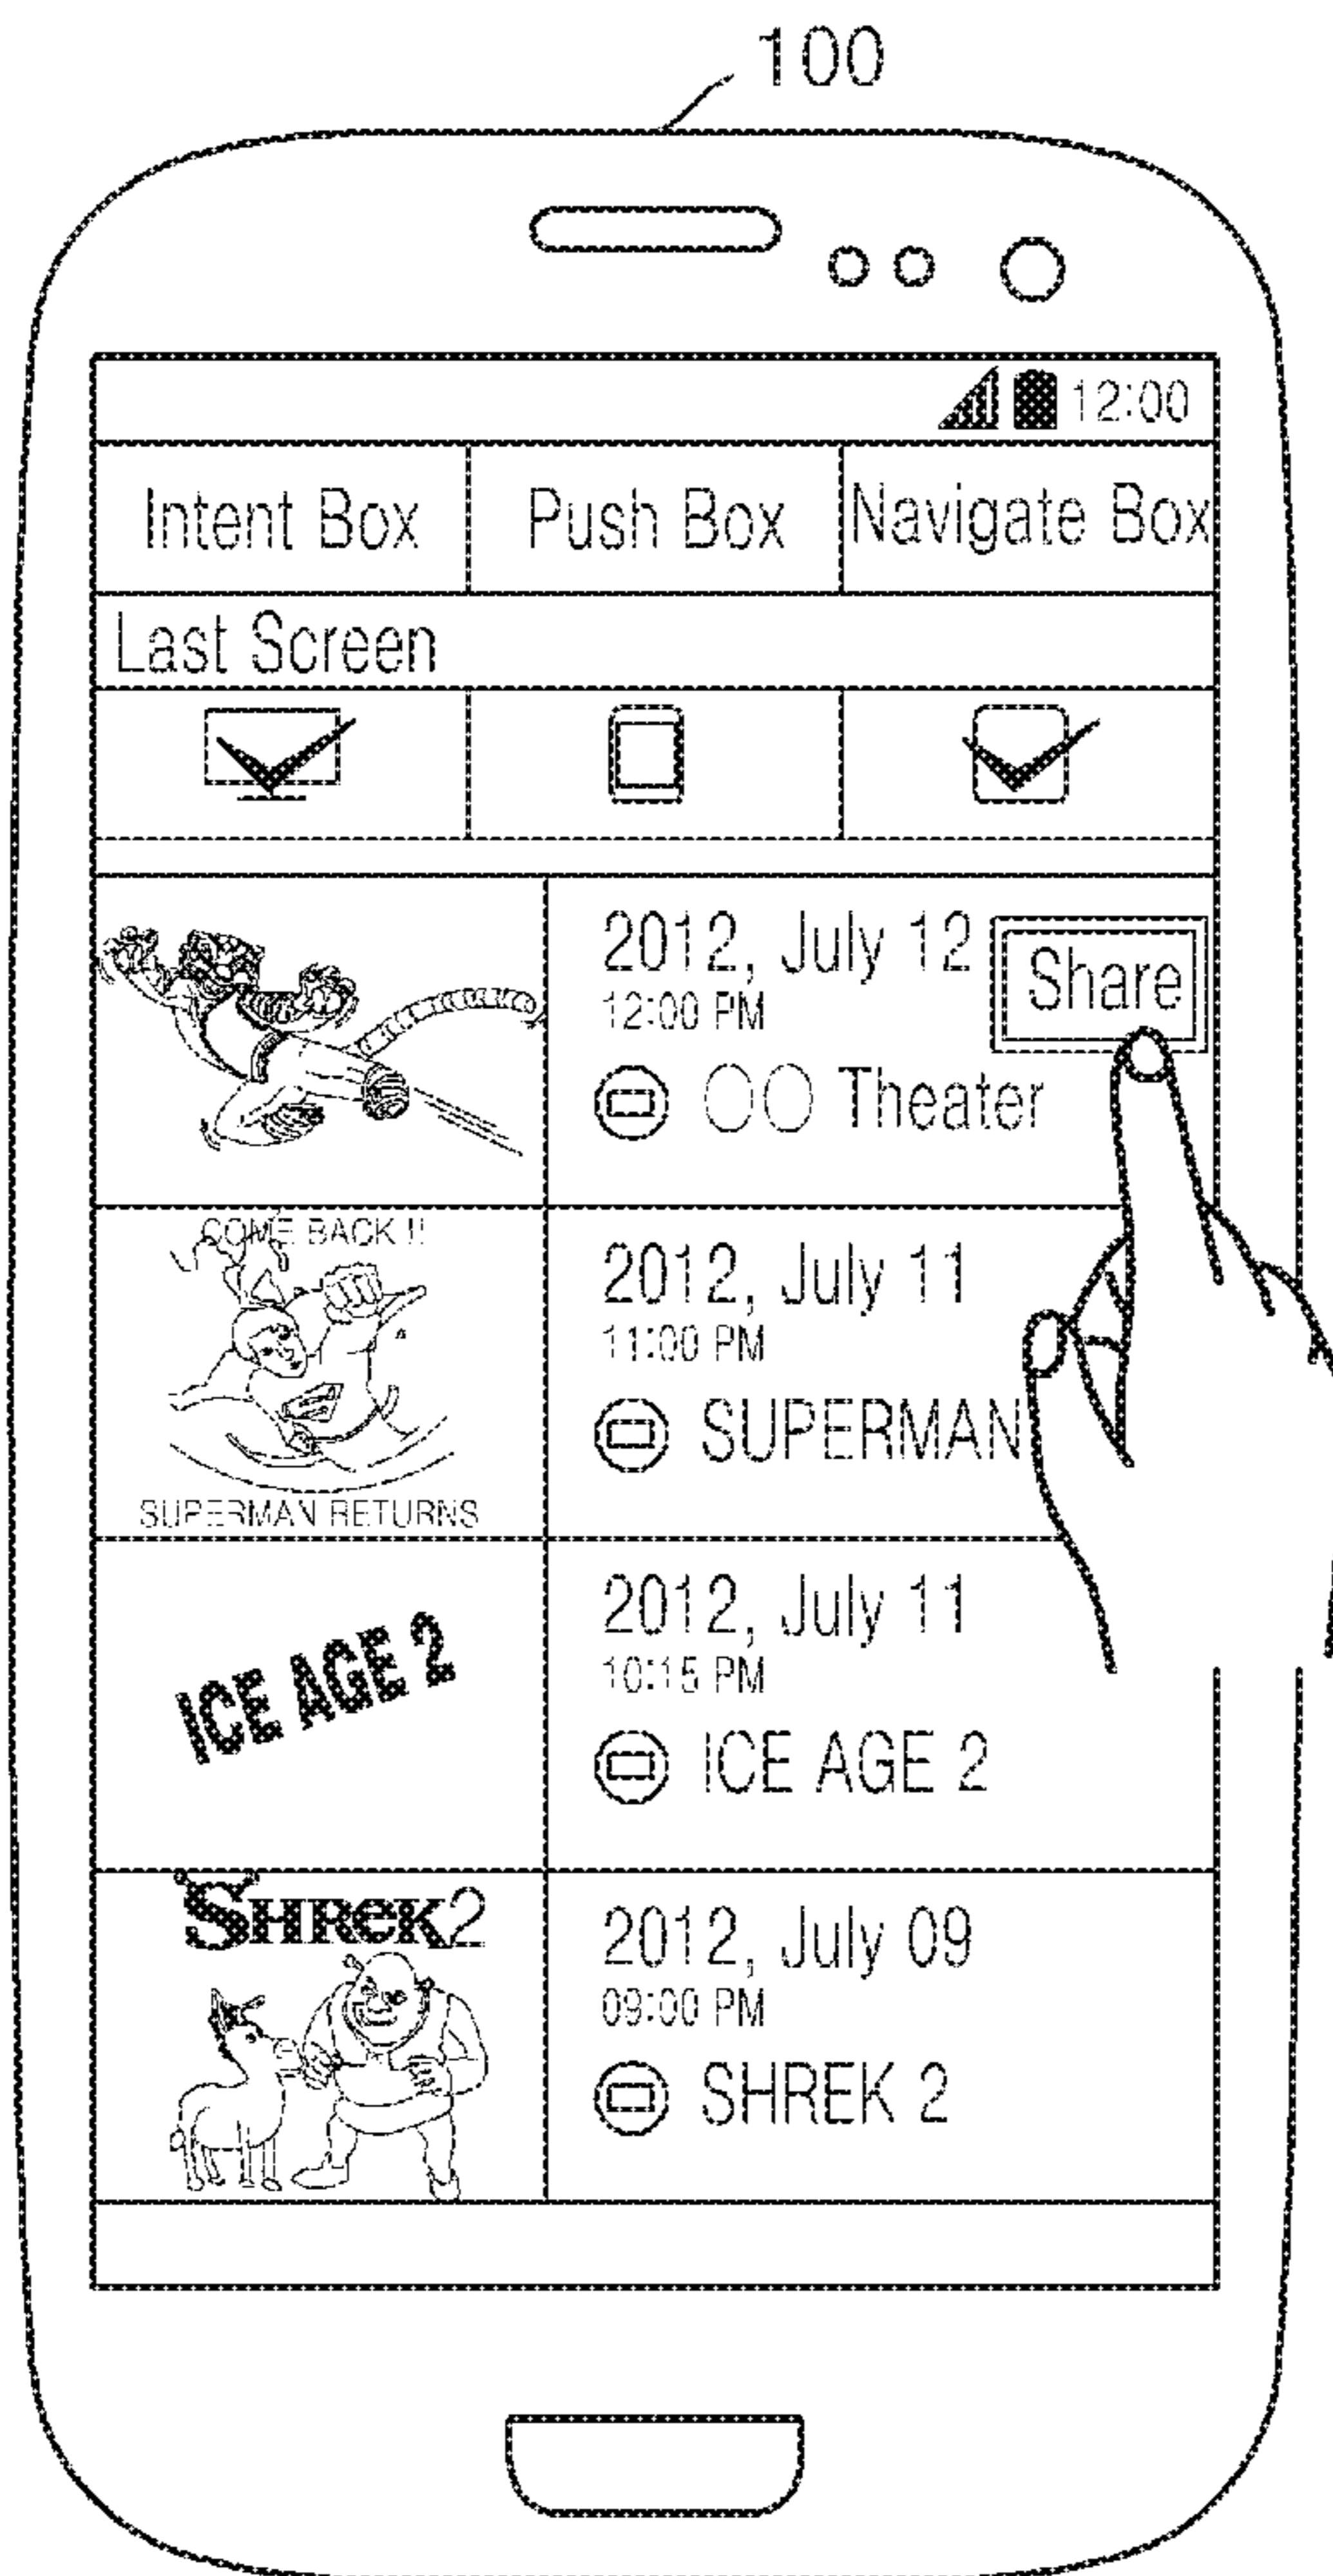 100
12:00
Intent Box Push Box Navigate Box
Last Screen
2012, July 12 Share
12:00 PM
○○ Theater
COME BACK !!
SUPERMAN RETURNS
2012, July 11
11:00 PM
SUPERMAN
ICE AGE 2
2012, July 11
10:15 PM
ICE AGE 2
SHReK2
2012, July 09
09:00 PM
SHREK 2